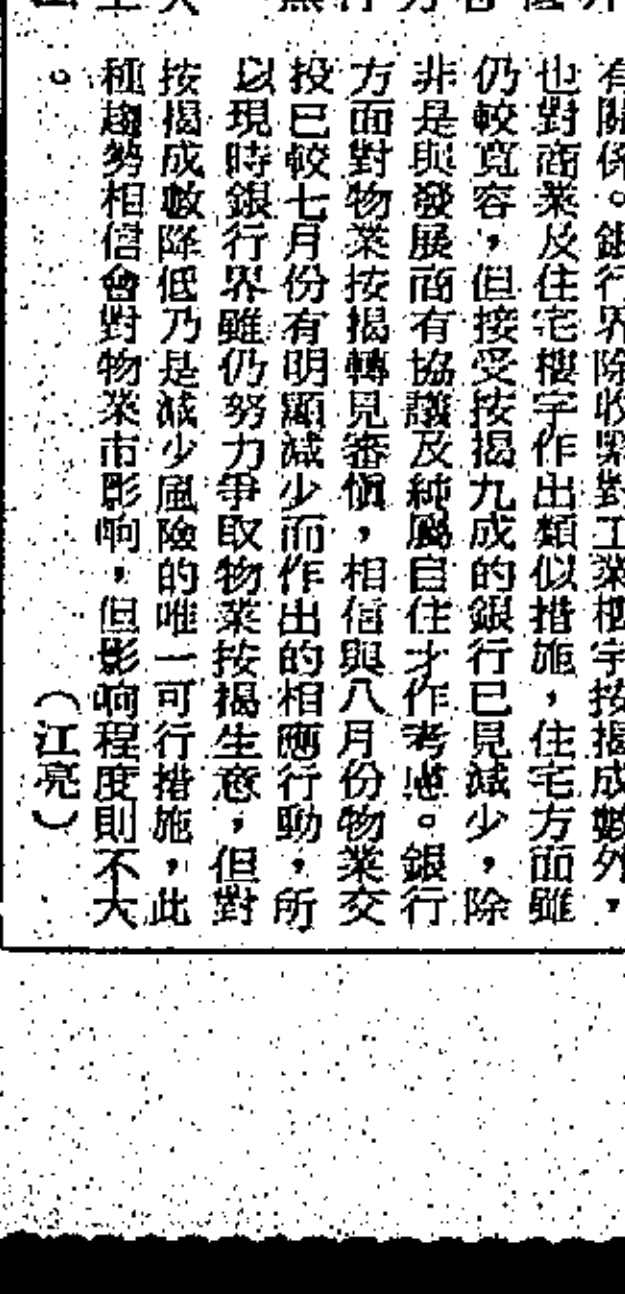 有關係。銀行界除收緊對工業樓宇按揭成數外，
也對商業及住宅樓宇作出類似措施，住宅方面雖
仍較寬容，但接受按揭九成的銀行已見減少，除
非是與發展商有協議及純屬自住才作考慮。銀行
方面對物業按揭轉見審慎，相信與八月份物業交
投已較七月份有明顯減少而作出的相應行動，所
以現時銀行界雖仍努力爭取物業按揭生意，但對
按揭成數降低乃是減少風險的唯一可行措施，此
種趨勢相信會對物業市影响，但影响程度則不大
。　　　　　　　　　　（江亮）